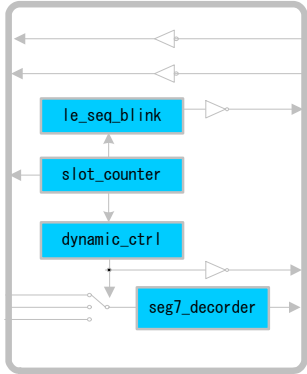 le_seq_blink
slot_counter
dynamic_ctrl
seg7_decorder